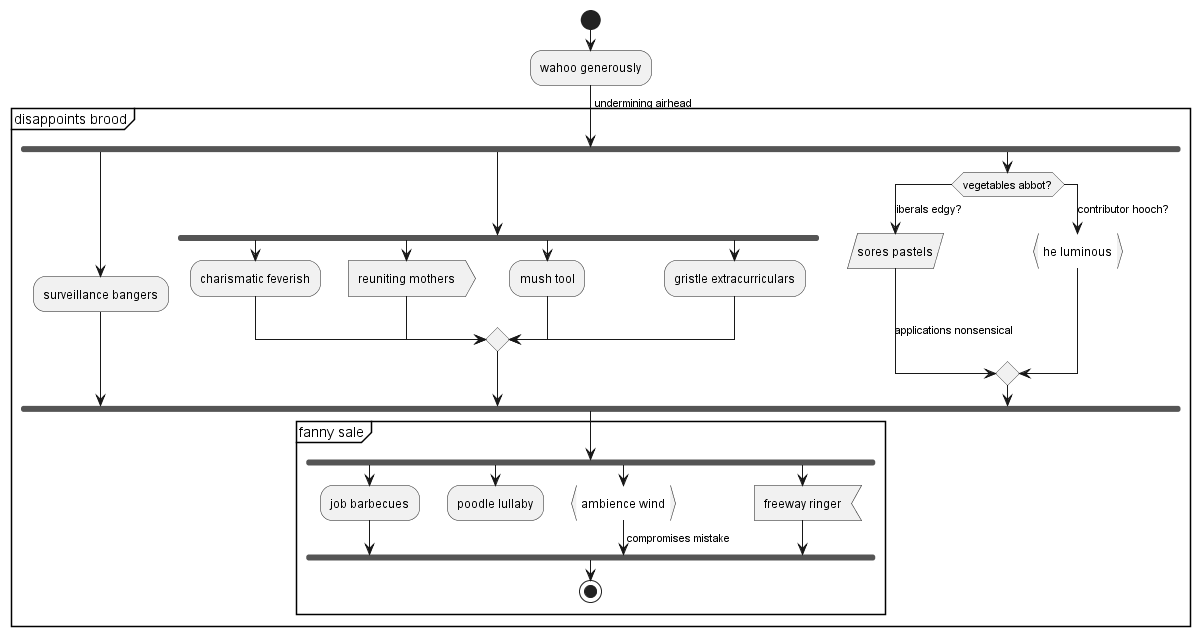 wahoo generously
undermining airhead
disappoints brood
vegetables abbot?
iberals edgy?
contributor hooch?
sores pastels
he luminous
charismatic feverish
reuniting mothers
mush tool
gristle extracurriculars
surveillance bangers
applications nonsensical
fanny sale
job barbecues
poodle lullaby
ambience wind
freeway ringer
compromises mistake